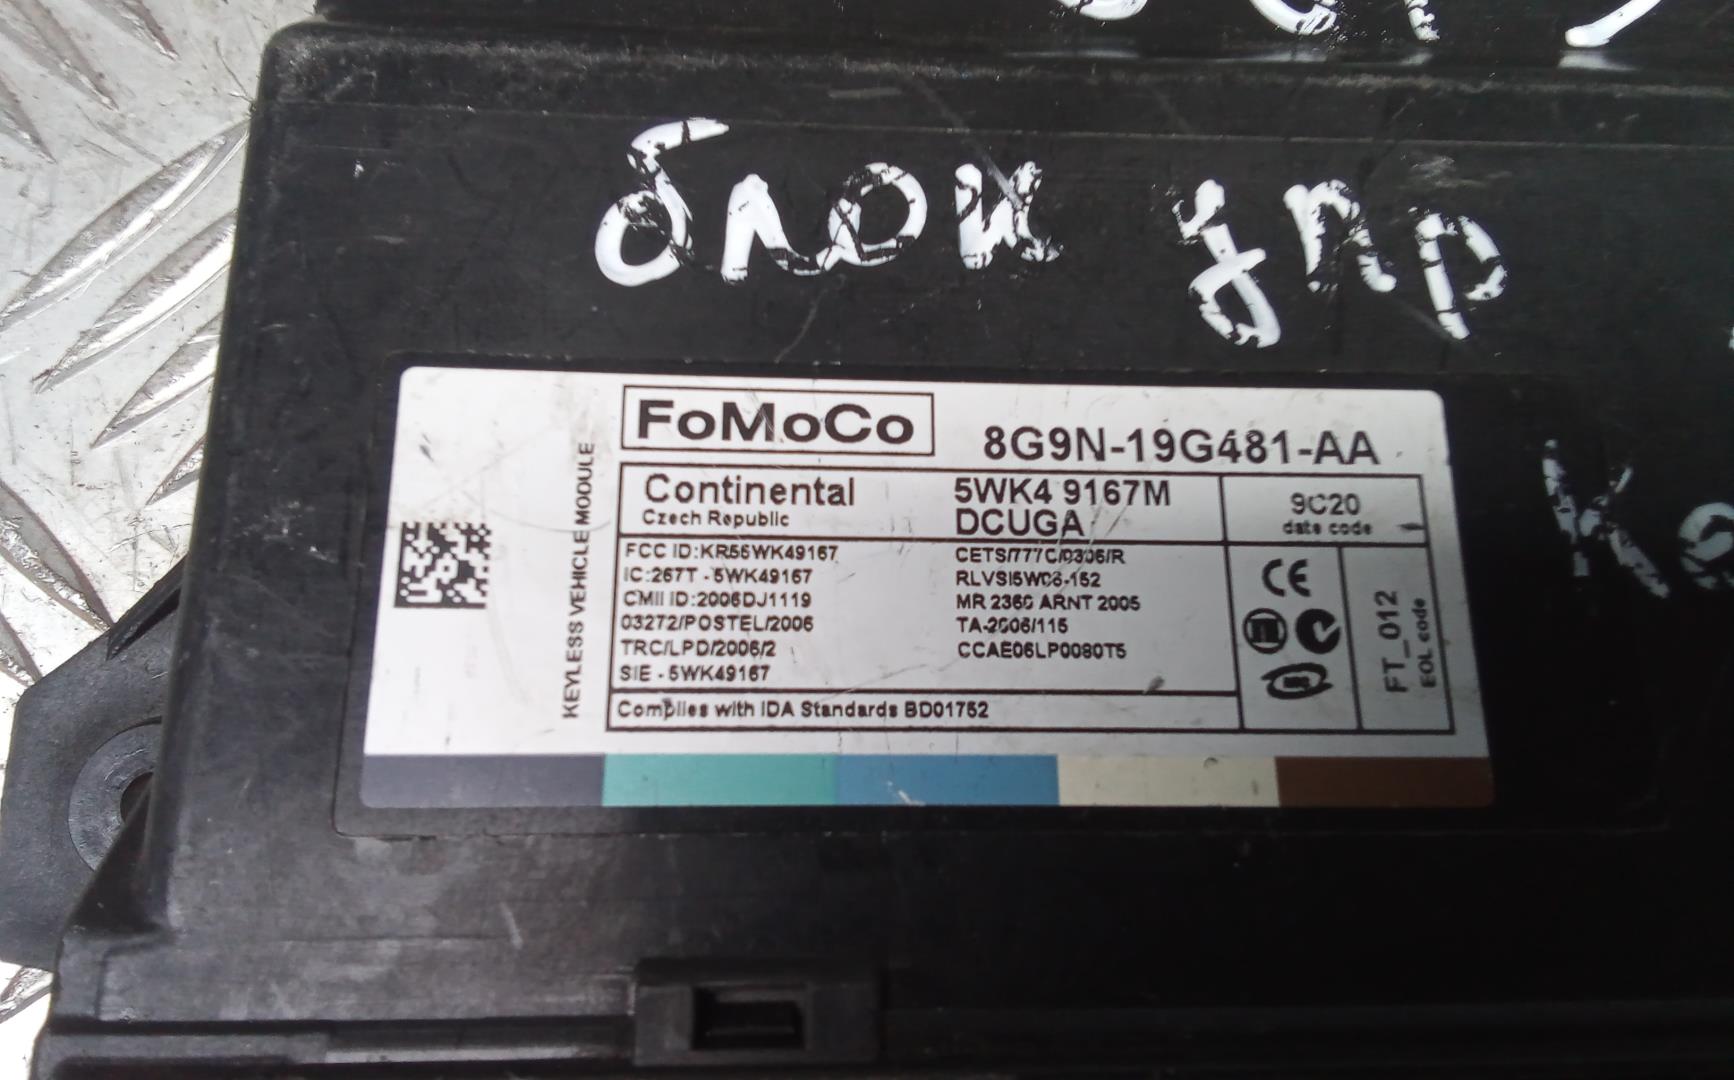 блок упр
FoMoCo
8G9N-19G481-AA
KEYLESS VEHICLE MODULE
Continental
Czech Republic
5WK4 9167M
DCUGA
9C20
date code
FCC ID:KR55WK49167
IC:267T - 5WK49167
CMII ID:2006DJ1119
03272/POSTEL/2006
TRC/LPD/2006/2
SIE - 5WK49167
CETS/777C/0306/R
RLVSI5W06-152
MR 2360 ARNT 2005
TA-2006/115
CCAE06LP0080T5
CE
FT_012
EOL code
Complies with IDA Standards BD01752